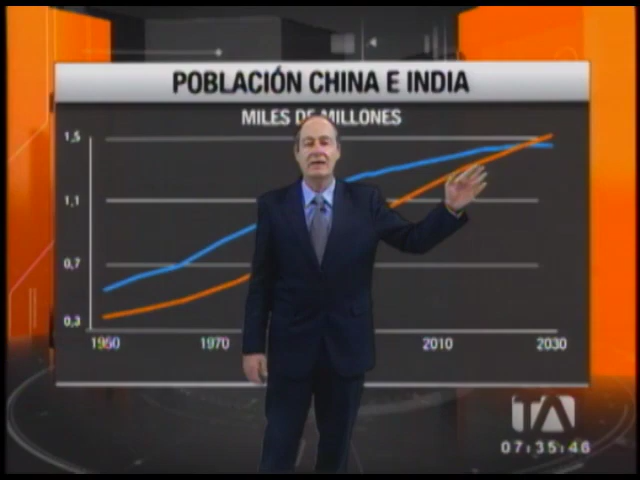 POBLACIÓN CHINA E INDIA
MILES DE MILLONES
1,5
1,1
0,7
0,3
1950 1970 2010 2030
TA
07:35:46